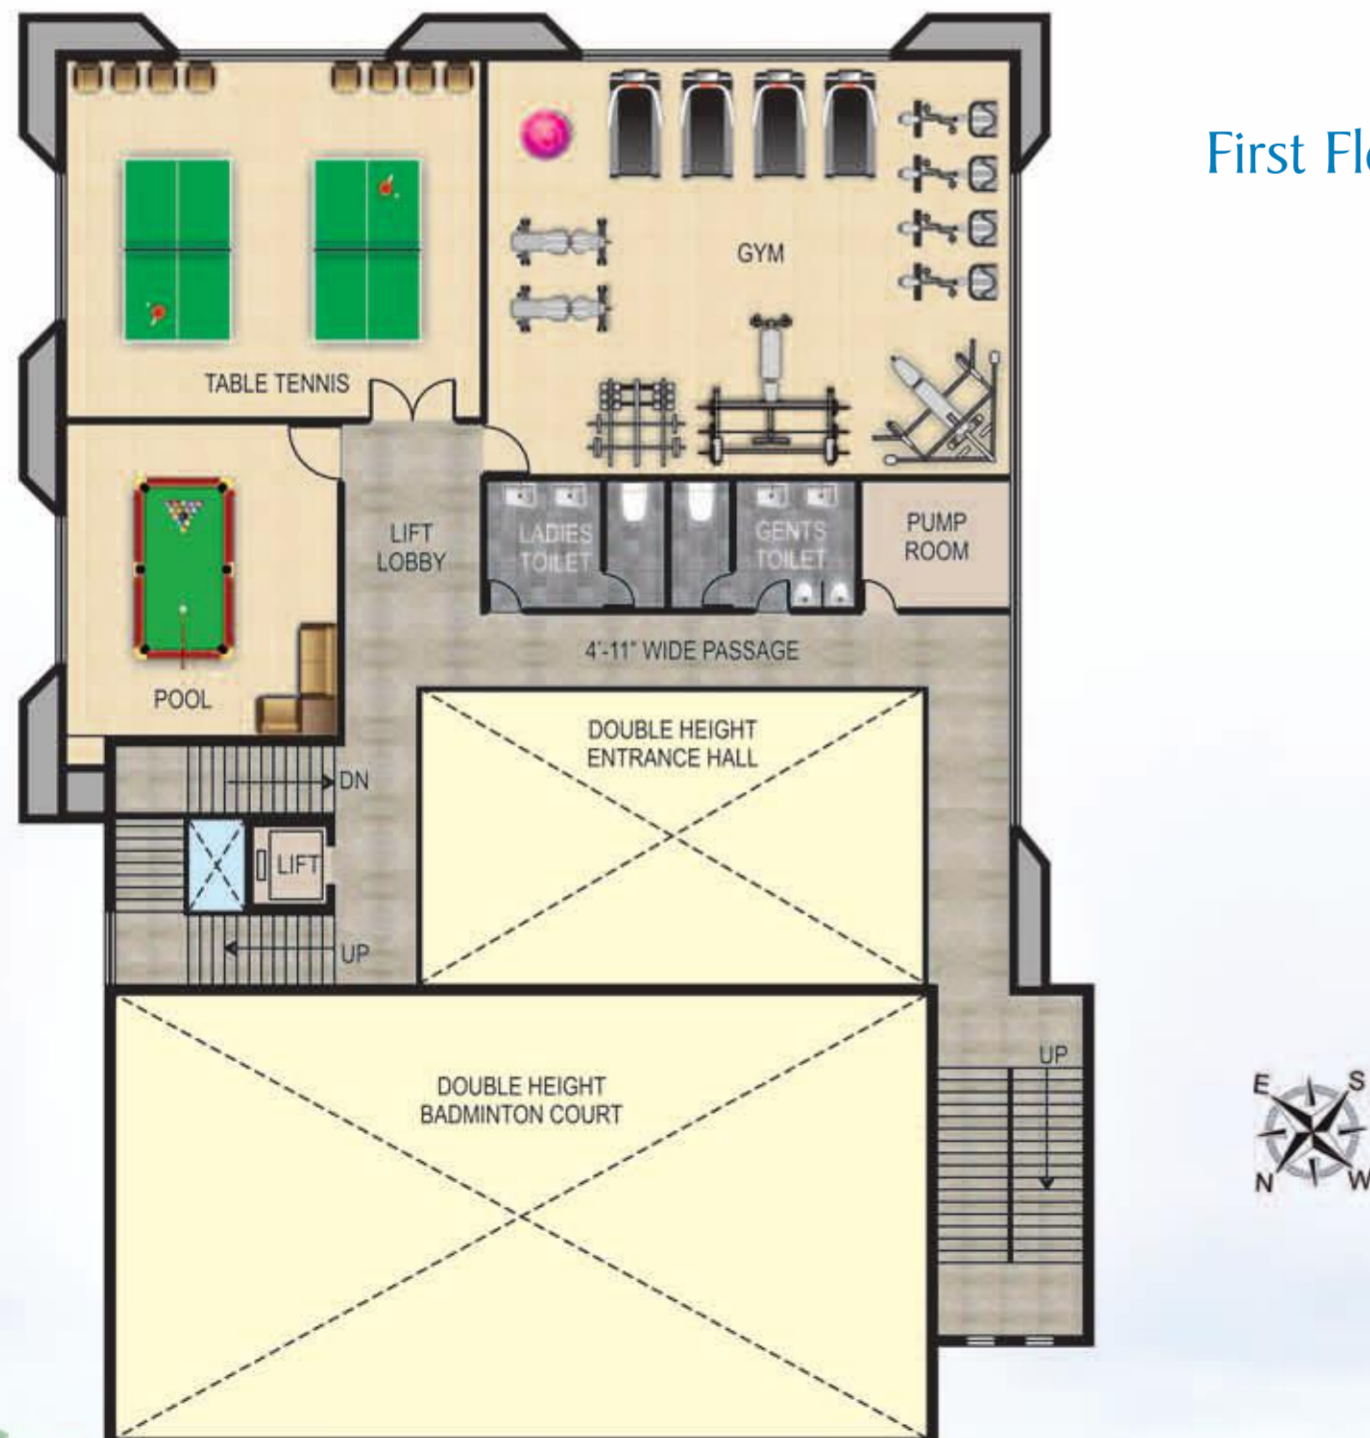 First Flo
GYM
TABLE TENNIS
LIFT
LOBBY
LADIES
TOILET
GENTS
TOILET
PUMP
ROOM
4'-11" WIDE PASSAGE
POOL
DOUBLE HEIGHT
ENTRANCE HALL
DN
LIFT
UP
DOUBLE HEIGHT
BADMINTON COURT
UP
E S
N W